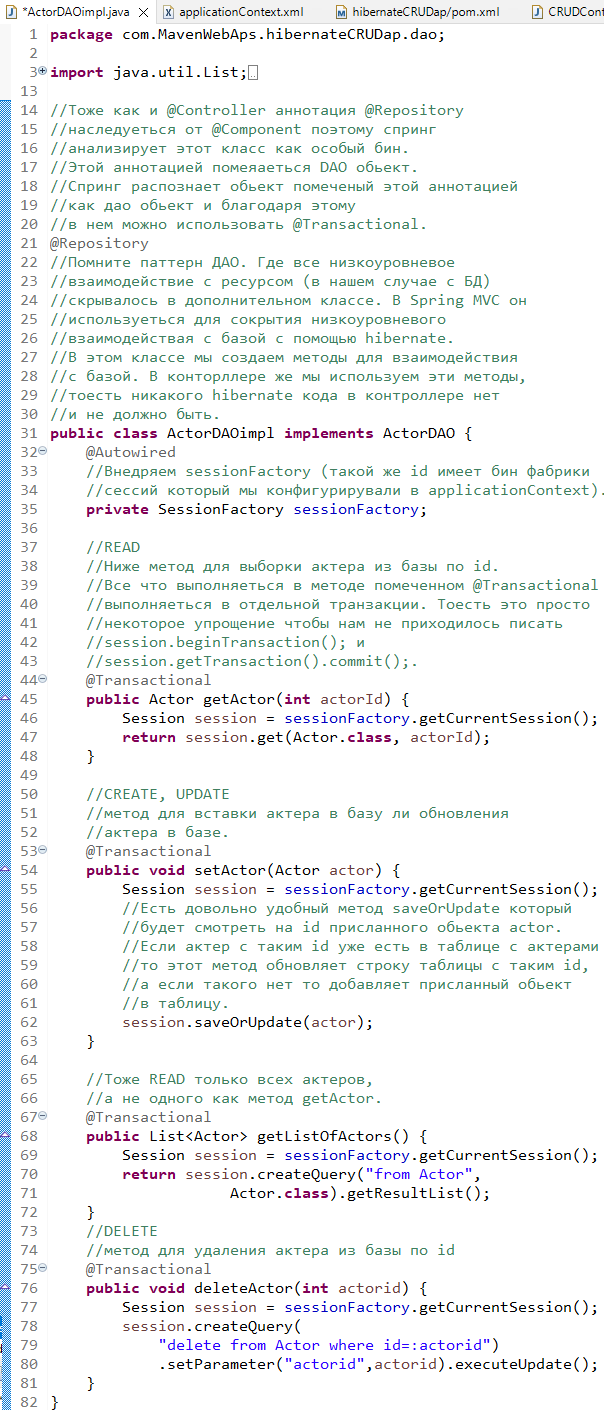 *ActorDAOimpl.java applicationContext.xml hibernateCRUDap/pom.xml CRUDCont
1 package com.MavenWebAps.hibernateCRUDap.dao;
2
3 import java.util.List;
13
14 //Тоже как и @Controller аннотация @Repository
15 //наследуеться от @Component поэтому спринг
16 //анализирует этот класс как особый бин.
17 //Этой аннотацией помеяаеться DAO обьект.
18 //Спринг распознает обьект помеченый этой аннотацией
19 //как дао обьект и благодаря этому
20 //в нем можно использовать @Transactional.
21 @Repository
22 //Помните паттерн ДАО. Где все низкоуровневое
23 //взаимодействие с ресурсом (в нашем случае с БД)
24 //скрывалось в дополнительном классе. В Spring MVC он
25 //используеться для сокрытия низкоуровневого
26 //взаимодействая с базой с помощью hibernate.
27 //В этом классе мы создаем методы для взаимодействия
28 //с базой. В конторллере же мы используем эти методы,
29 //тоесть никакого hibernate кода в контроллере нет
30 //и не должно быть.
31 public class ActorDAOimpl implements ActorDAO {
32 @Autowired
33 //Внедряем sessionFactory (такой же id имеет бин фабрики
34 //сессий который мы конфигурирували в applicationContext).
35 private SessionFactory sessionFactory;
36
37 //READ
38 //Ниже метод для выборки актера из базы по id.
39 //Все что выполняеться в методе помеченном @Transactional
40 //выполняеться в отдельной транзакции. Тоесть это просто
41 //некоторое упрощение чтобы нам не приходилось писать
42 //session.beginTransaction(); и
43 //session.getTransaction().commit();.
44 @Transactional
45 public Actor getActor(int actorId) {
46 Session session = sessionFactory.getCurrentSession();
47 return session.get(Actor.class, actorId);
48 }
49
50 //CREATE, UPDATE
51 //метод для вставки актера в базу ли обновления
52 //актера в базе.
53 @Transactional
54 public void setActor(Actor actor) {
55 Session session = sessionFactory.getCurrentSession();
56 //Есть довольно удобный метод saveOrUpdate который
57 //будет смотреть на id присланного обьекта actor.
58 //Если актер с таким id уже есть в таблице с актерами
59 //то этот метод обновляет строку таблицы с таким id,
60 //а если такого нет то добавляет присланный обьект
61 //в таблицу.
62 session.saveOrUpdate(actor);
63 }
64
65 //Тоже READ только всех актеров,
66 //а не одного как метод getActor.
67 @Transactional
68 public List<Actor> getListOfActors() {
69 Session session = sessionFactory.getCurrentSession();
70 return session.createQuery("from Actor",
71 Actor.class).getResultList();
72 }
73 //DELETE
74 //метод для удаления актера из базы по id
75 @Transactional
76 public void deleteActor(int actorid) {
77 Session session = sessionFactory.getCurrentSession();
78 session.createQuery(
79 "delete from Actor where id=:actorid")
80 .setParameter("actorid",actorid).executeUpdate();
81 }
82 }